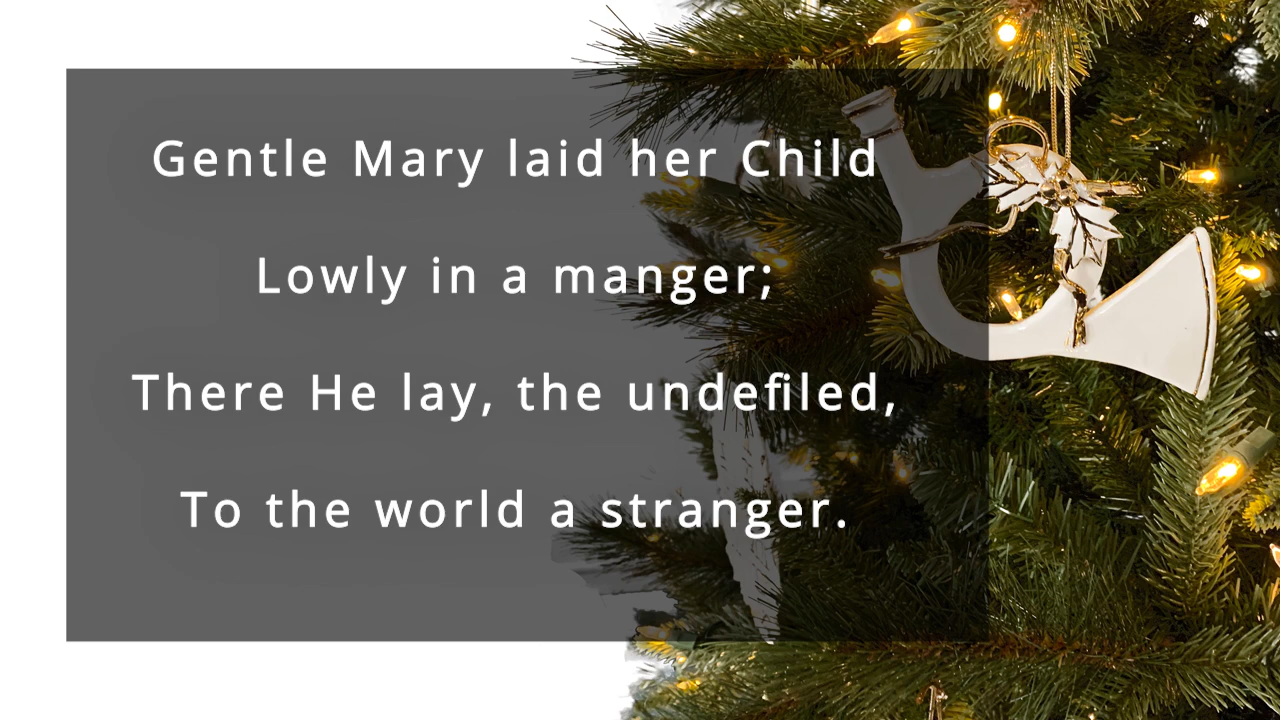 Gentle Mary laid her Child
Lowly in a manger;
There He lay, the undefiled,
To the world a stranger.